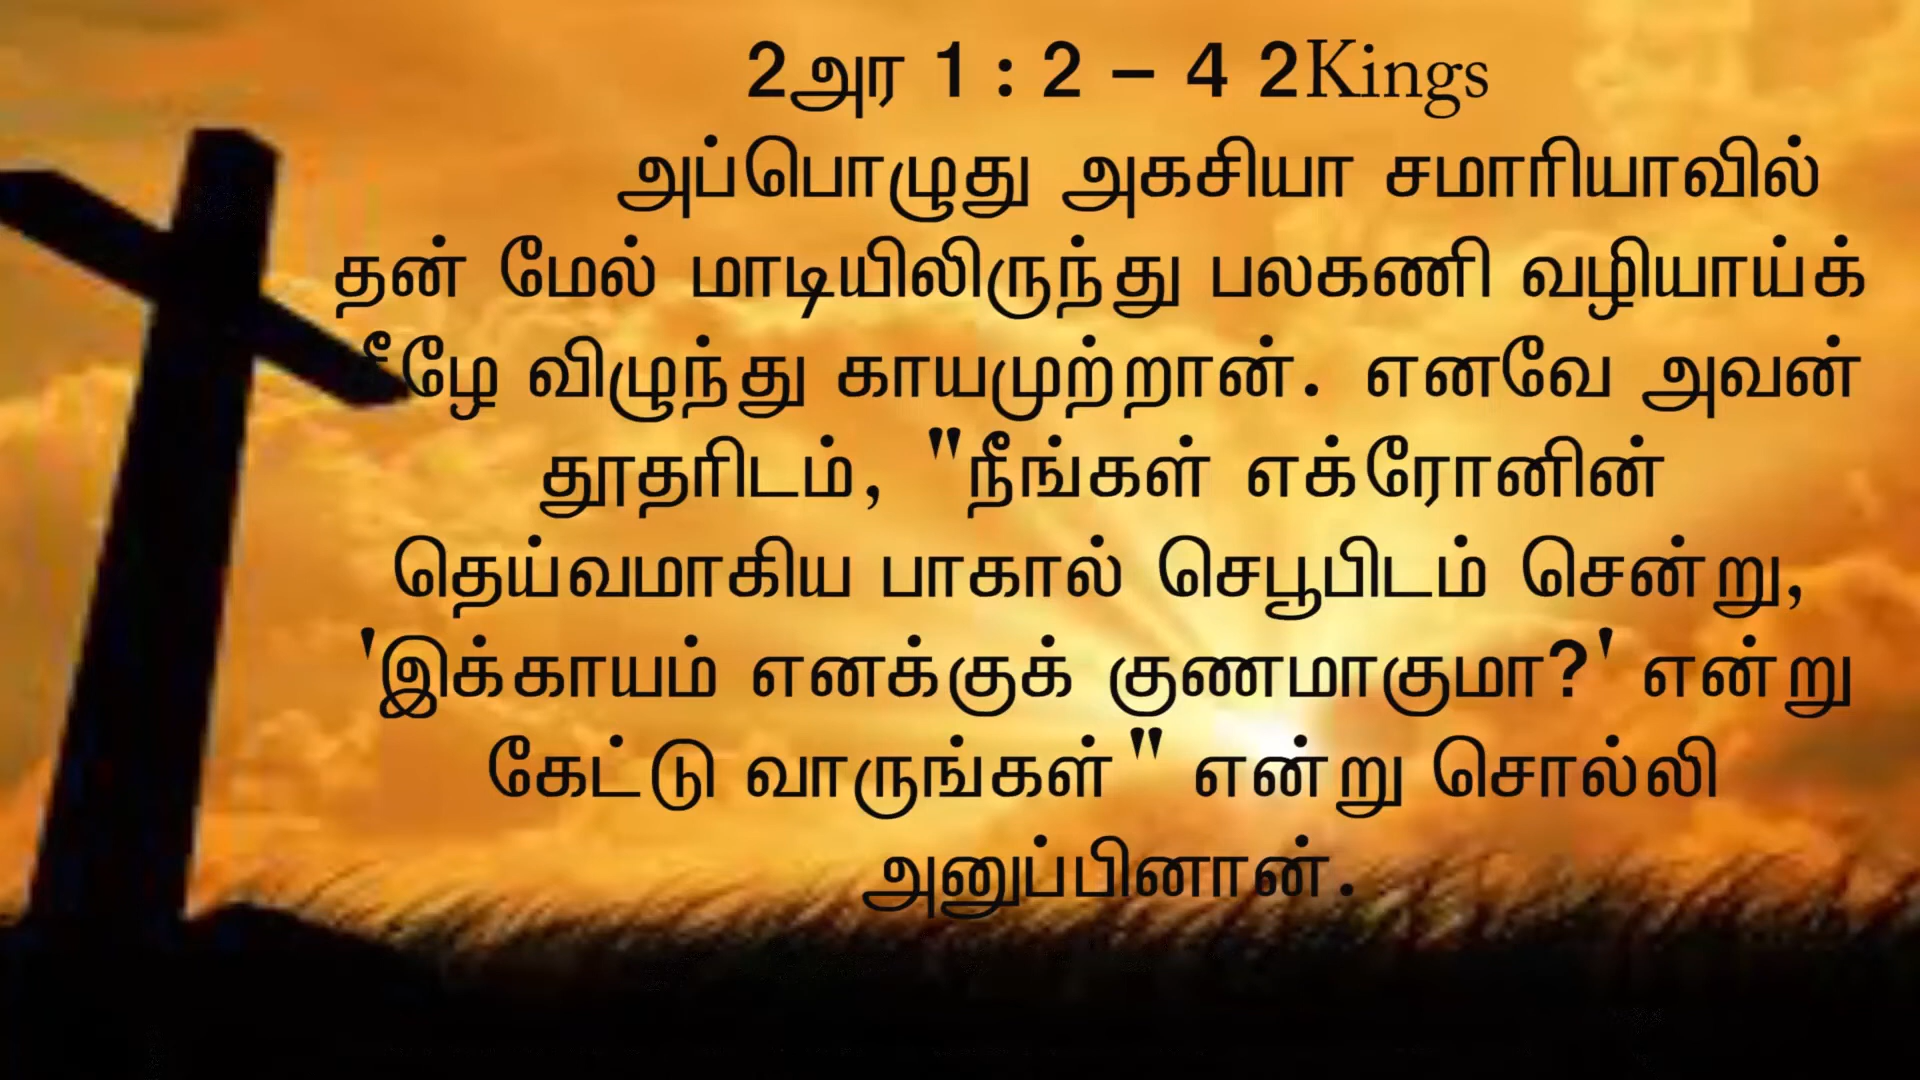 2அர 1 : 2 – 4 2Kings
அப்பொழுது அகசியா சமாரியாவில்
தன் மேல் மாடியிலிருந்து பலகணி வழியாய்க்
கீழே விழுந்து காயமுற்றான். எனவே அவன்
தூதரிடம், "நீங்கள் எக்ரோனின்
தெய்வமாகிய பாகால் செபூபிடம் சென்று,
'இக்காயம் எனக்குக் குணமாகுமா?' என்று
கேட்டு வாருங்கள்" என்று சொல்லி
அனுப்பினான்.